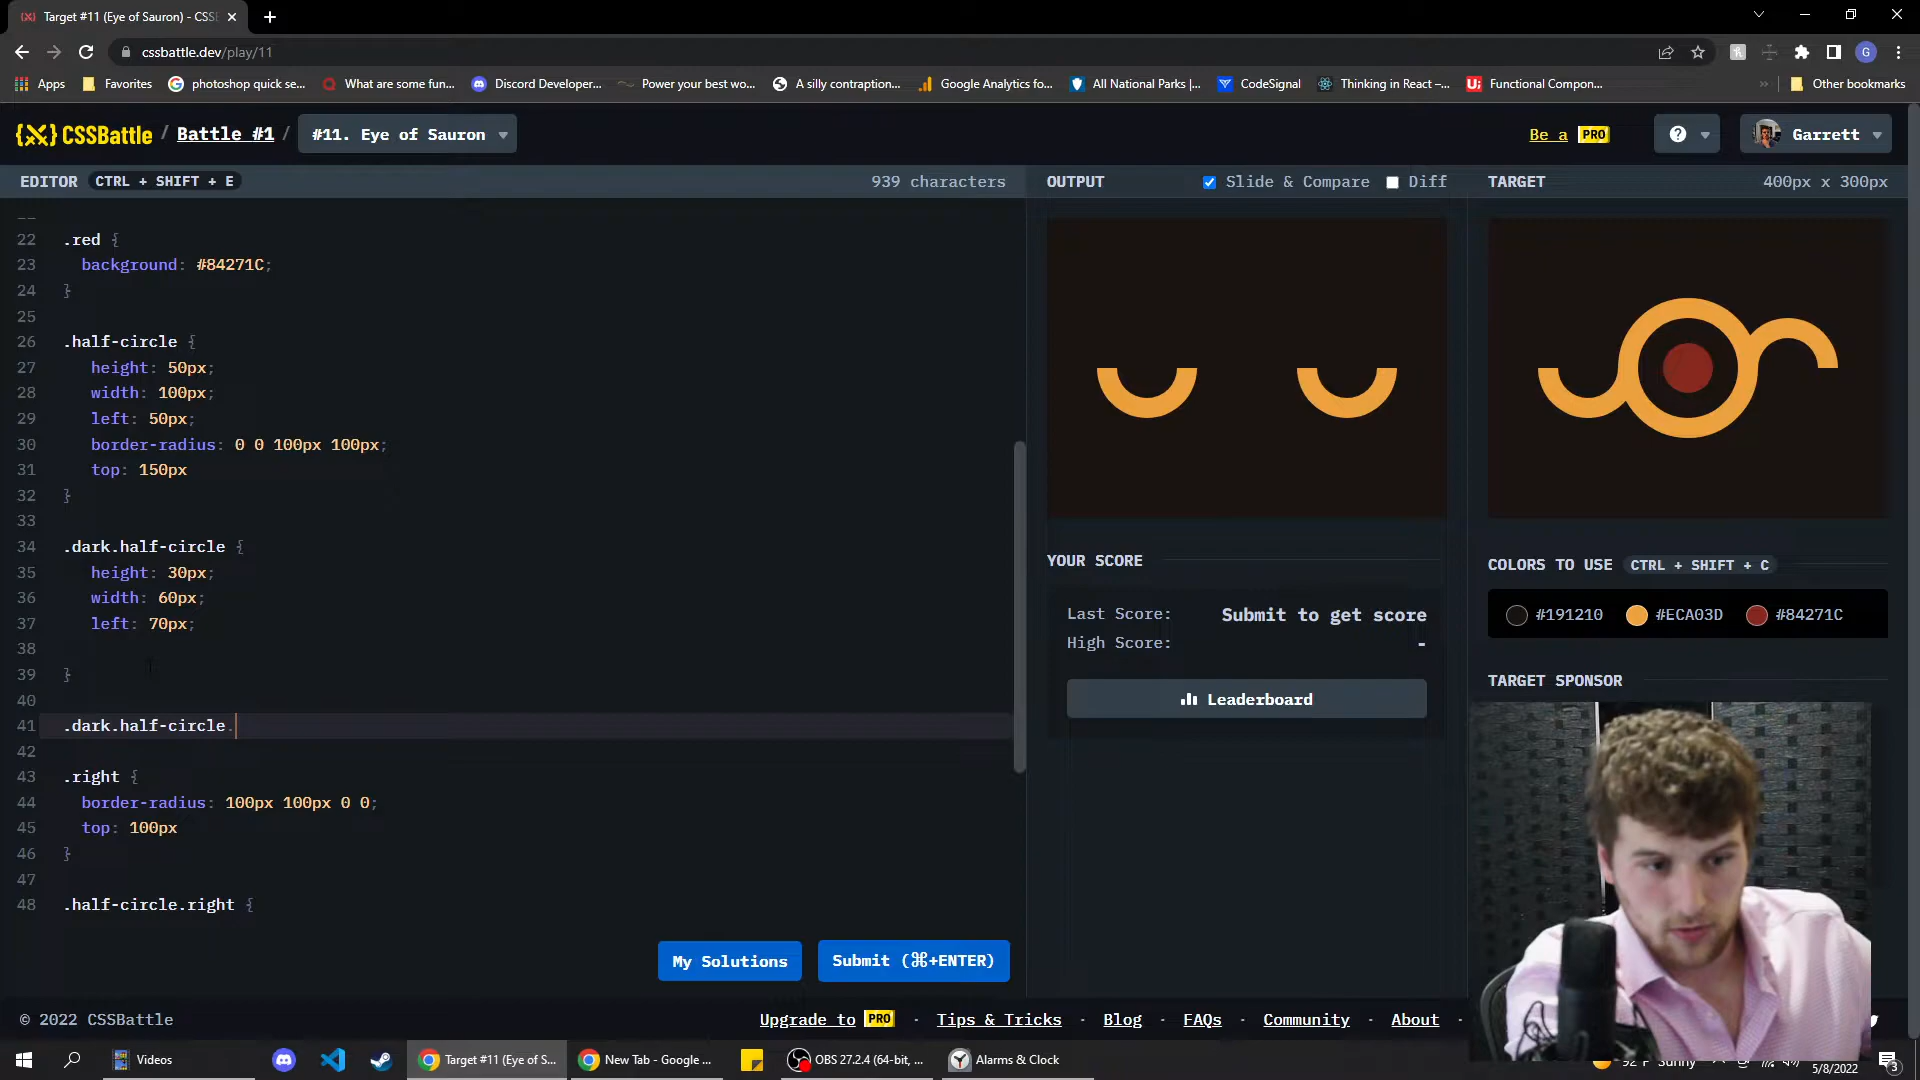 Target #11 (Eye of Sauron) - CSS
cssbattle.dev/play/11
Apps
Favorites
photoshop quick se...
What are some fun...
Discord Developer...
Power your best wo...
A silly contraption...
Google Analytics fo...
All National Parks |...
CodeSignal
Thinking in React –...
Functional Compon...
Other bookmarks
{X} CSSBattle / Battle #1 / #11. Eye of Sauron
Be a PRO
Garrett
EDITOR CTRL + SHIFT + E 939 characters
OUTPUT Slide & Compare Diff
TARGET 400px x 300px
22 .red {
23 background: #84271C;
24 }
25
26 .half-circle {
27 height: 50px;
28 width: 100px;
29 left: 50px;
30 border-radius: 0 0 100px 100px;
31 top: 150px
32 }
33
34 .dark.half-circle {
35 height: 30px;
36 width: 60px;
37 left: 70px;
38
39 }
40
41 .dark.half-circle.
42
43 .right {
44 border-radius: 100px 100px 0 0;
45 top: 100px
46 }
47
48 .half-circle.right {
YOUR SCORE
Last Score: Submit to get score
High Score: -
Leaderboard
COLORS TO USE CTRL + SHIFT + C
#191210 #ECA03D #84271C
TARGET SPONSOR
My Solutions
Submit (⌘+ENTER)
© 2022 CSSBattle
Upgrade to PRO · Tips & Tricks · Blog · FAQs · Community · About ·
Videos
Target #11 (Eye of S...
New Tab - Google ...
OBS 27.2.4 (64-bit, ...
Alarms & Clock
5/8/2022
3